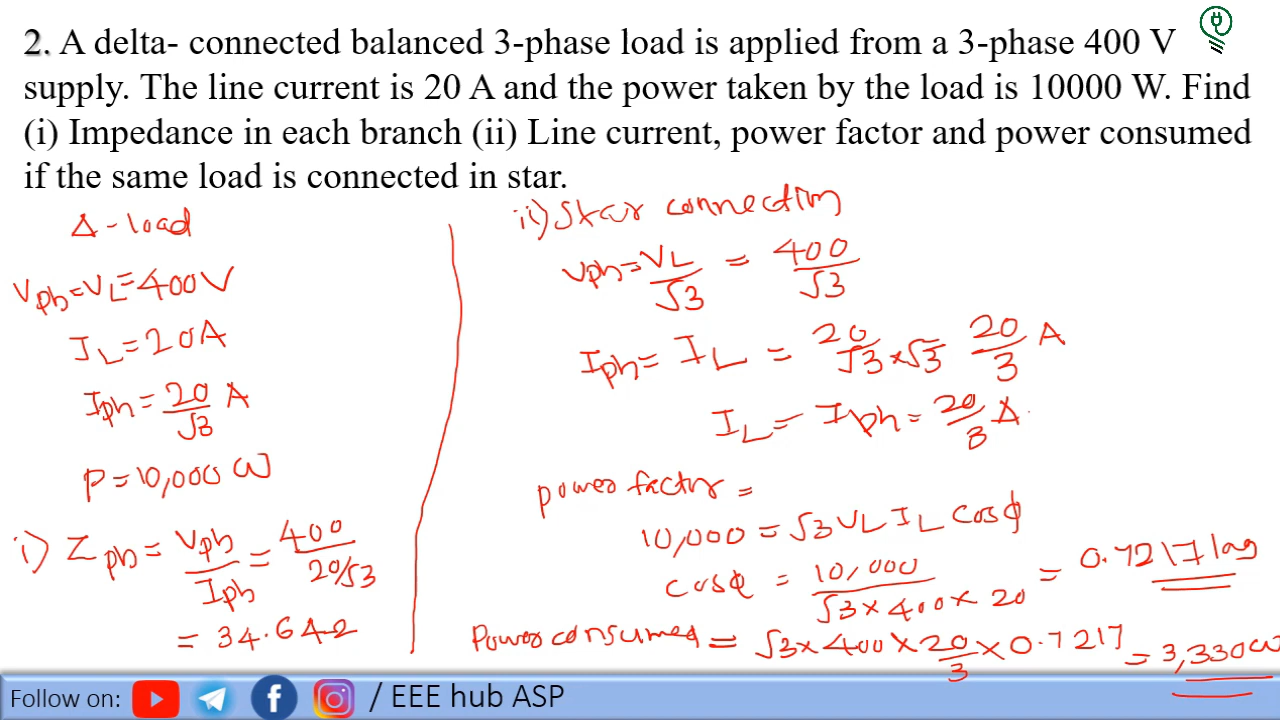 2. A delta- connected balanced 3-phase load is applied from a 3-phase 400 V
supply. The line current is 20 A and the power taken by the load is 10000 W. Find
(i) Impedance in each branch (ii) Line current, power factor and power consumed
if the same load is connected in star.
Δ-load
Vph=VL=400V
IL=20A
Iph=20/√3 A
P=10,000 W
i) Zph=Vph/Iph=400/20/√3
=34.64Ω
ii) Star connection
Vph=VL/√3=400/√3
Iph=IL=20/√3×√3 20/3 A
IL=Iph=20/3 A
power factor=
10,000=√3 VL IL cosϕ
cosϕ=10,000/√3×400×20=0.7217 lag
Power consumed=√3×400×20/3×0.7217=3,330W
Follow on: / EEE hub ASP